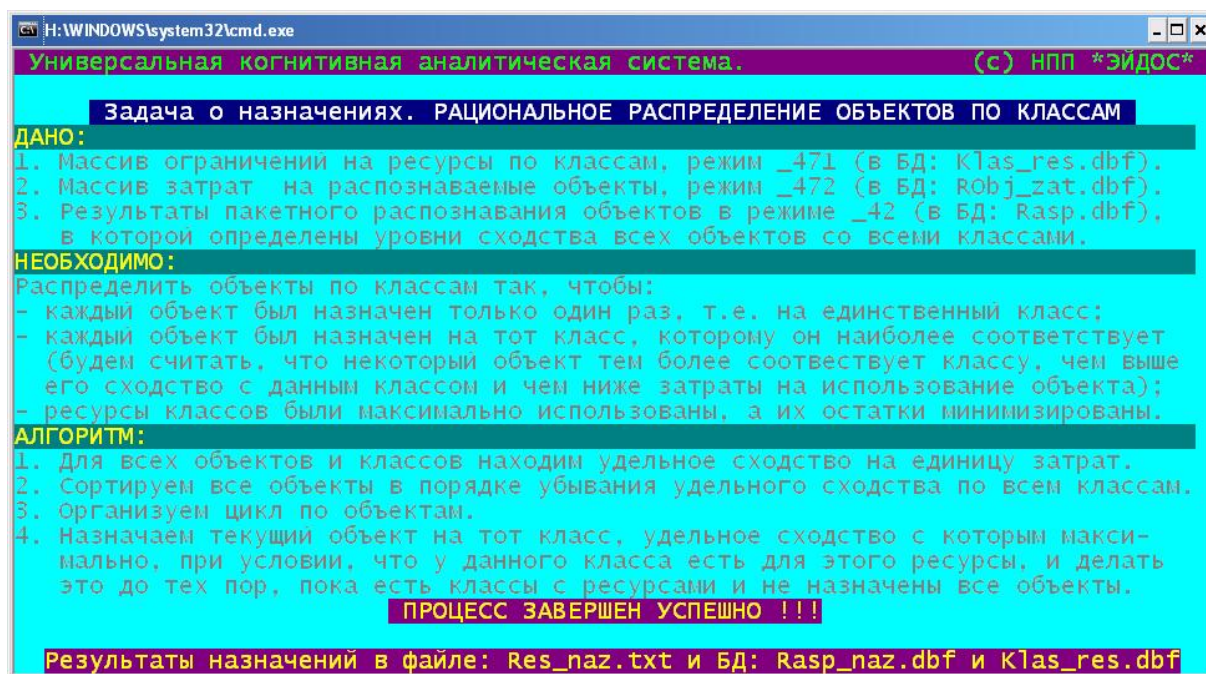 H:\WINDOWS\system32\cmd.exe
Универсальная когнитивная аналитическая система. (с) НПП *ЭЙДОС*
Задача о назначениях. РАЦИОНАЛЬНОЕ РАСПРЕДЕЛЕНИЕ ОБЪЕКТОВ ПО КЛАССАМ
ДАНО:
1. Массив ограничений на ресурсы по классам, режим _471 (в БД: Klas_res.dbf).
2. Массив затрат на распознаваемые объекты, режим _472 (в БД: RObj_zat.dbf).
3. Результаты пакетного распознавания объектов в режиме _42 (в БД: Rasp.dbf),
в которой определены уровни сходства всех объектов со всеми классами.
НЕОБХОДИМО:
Распределить объекты по классам так, чтобы:
- каждый объект был назначен только один раз, т.е. на единственный класс;
- каждый объект был назначен на тот класс, которому он наиболее соответствует
(будем считать, что некоторый объект тем более соотвествует классу, чем выше
его сходство с данным классом и чем ниже затраты на использование объекта);
- ресурсы классов были максимально использованы, а их остатки минимизированы.
АЛГОРИТМ:
1. Для всех объектов и классов находим удельное сходство на единицу затрат.
2. Сортируем все объекты в порядке убывания удельного сходства по всем классам.
3. Организуем цикл по объектам.
4. Назначаем текущий объект на тот класс, удельное сходство с которым макси-
мально, при условии, что у данного класса есть для этого ресурсы, и делать
это до тех пор, пока есть классы с ресурсами и не назначены все объекты.
ПРОЦЕСС ЗАВЕРШЕН УСПЕШНО !!!
Результаты назначений в файле: Res_naz.txt и БД: Rasp_naz.dbf и Klas_res.dbf